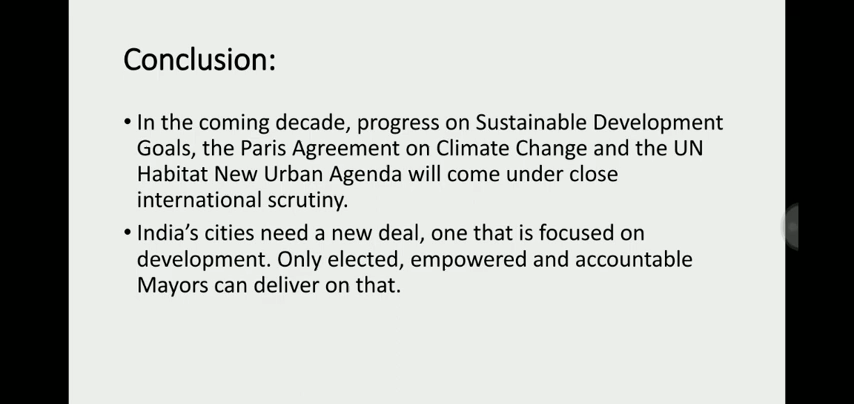 Conclusion:
• In the coming decade, progress on Sustainable Development
Goals, the Paris Agreement on Climate Change and the UN
Habitat New Urban Agenda will come under close
international scrutiny.
• India’s cities need a new deal, one that is focused on
development. Only elected, empowered and accountable
Mayors can deliver on that.